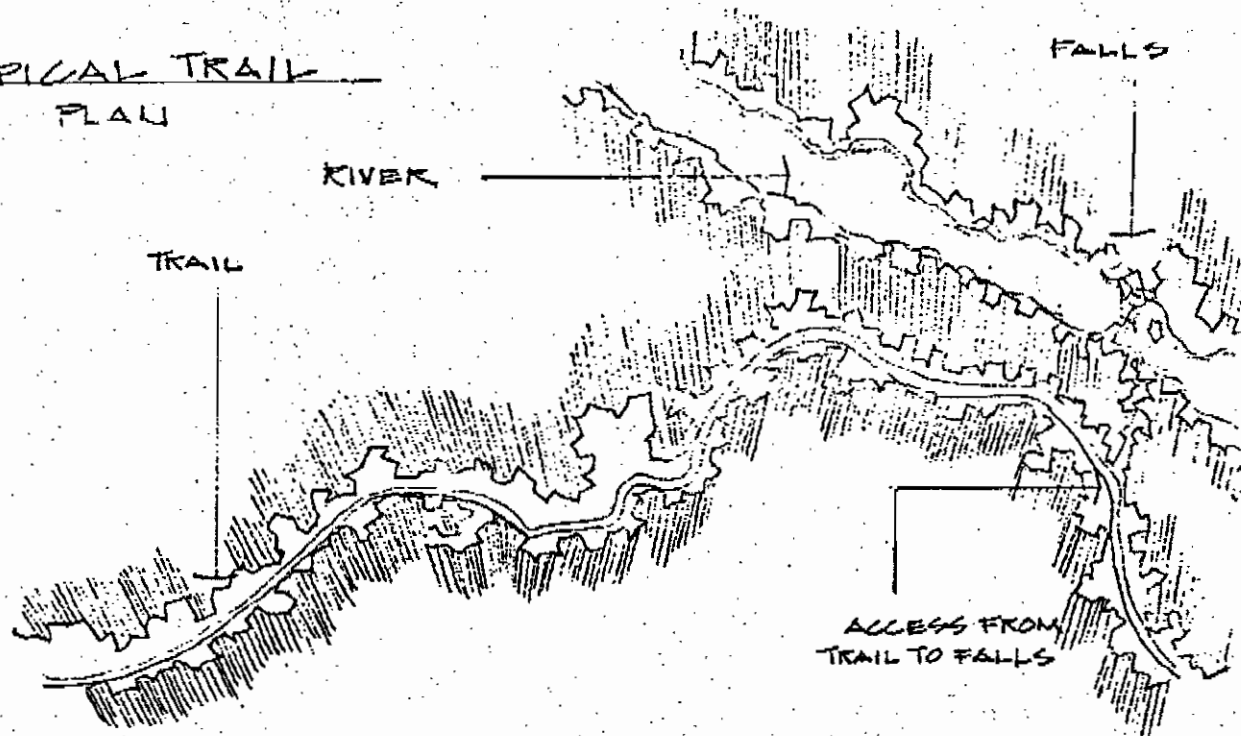 PICAL TRAIL
PLAN
FALLS
RIVER
TRAIL
ACCESS FROM
TRAIL TO FALLS